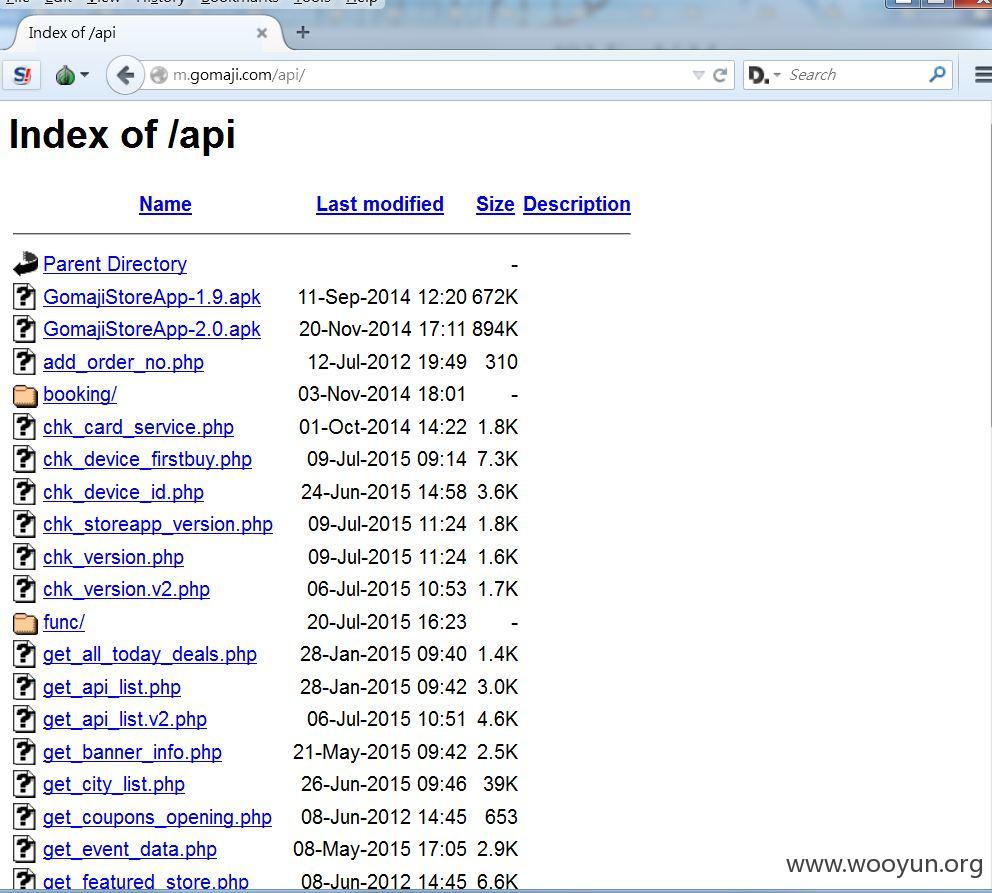 File Edit View History Bookmarks Tools Help
Index of /api
m.gomaji.com/api/
Search
Index of /api
Name Last modified Size Description
Parent Directory -
GomajiStoreApp-1.9.apk 11-Sep-2014 12:20 672K
GomajiStoreApp-2.0.apk 20-Nov-2014 17:11 894K
add_order_no.php 12-Jul-2012 19:49 310
booking/ 03-Nov-2014 18:01 -
chk_card_service.php 01-Oct-2014 14:22 1.8K
chk_device_firstbuy.php 09-Jul-2015 09:14 7.3K
chk_device_id.php 24-Jun-2015 14:58 3.6K
chk_storeapp_version.php 09-Jul-2015 11:24 1.8K
chk_version.php 09-Jul-2015 11:24 1.6K
chk_version.v2.php 06-Jul-2015 10:53 1.7K
func/ 20-Jul-2015 16:23 -
get_all_today_deals.php 28-Jan-2015 09:40 1.4K
get_api_list.php 28-Jan-2015 09:42 3.0K
get_api_list.v2.php 06-Jul-2015 10:51 4.6K
get_banner_info.php 21-May-2015 09:42 2.5K
get_city_list.php 26-Jun-2015 09:46 39K
get_coupons_opening.php 08-Jun-2012 14:45 653
get_event_data.php 08-May-2015 17:05 2.9K
get_featured_store.php 08-Jun-2012 14:45 6.6K
www.wooyun.org